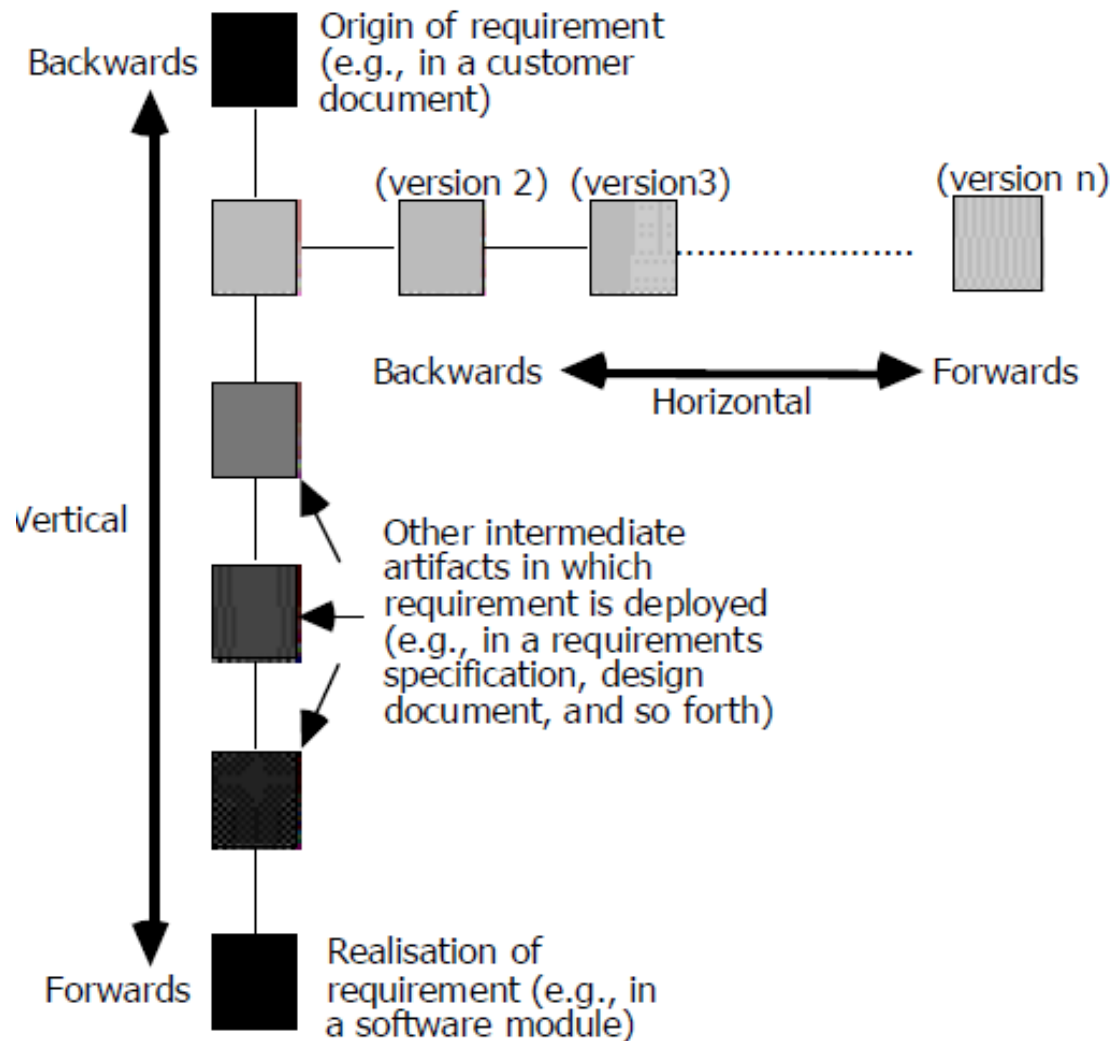 Origin of requirement
(e.g., in a customer
document)
Backwards
(version 2)
(version3)
(version n)
Backwards
Forwards
Horizontal
Vertical
Other intermediate
artifacts in which
requirement is deployed
(e.g., in a requirements
specification, design
document, and so forth)
Forwards
Realisation of
requirement (e.g., in
a software module)